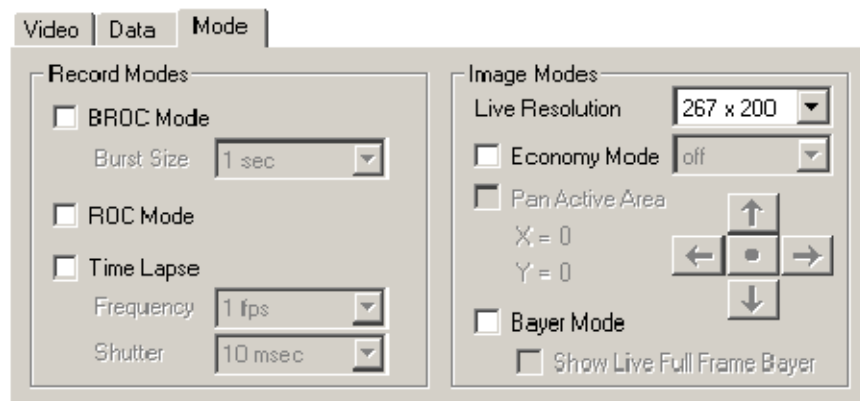 Video Data Mode
Record Modes
BROC Mode
Burst Size 1 sec
ROC Mode
Time Lapse
Frequency 1 fps
Shutter 10 msec
Image Modes
Live Resolution 267 x 200
Economy Mode off
Pan Active Area
X = 0
Y = 0
Bayer Mode
Show Live Full Frame Bayer